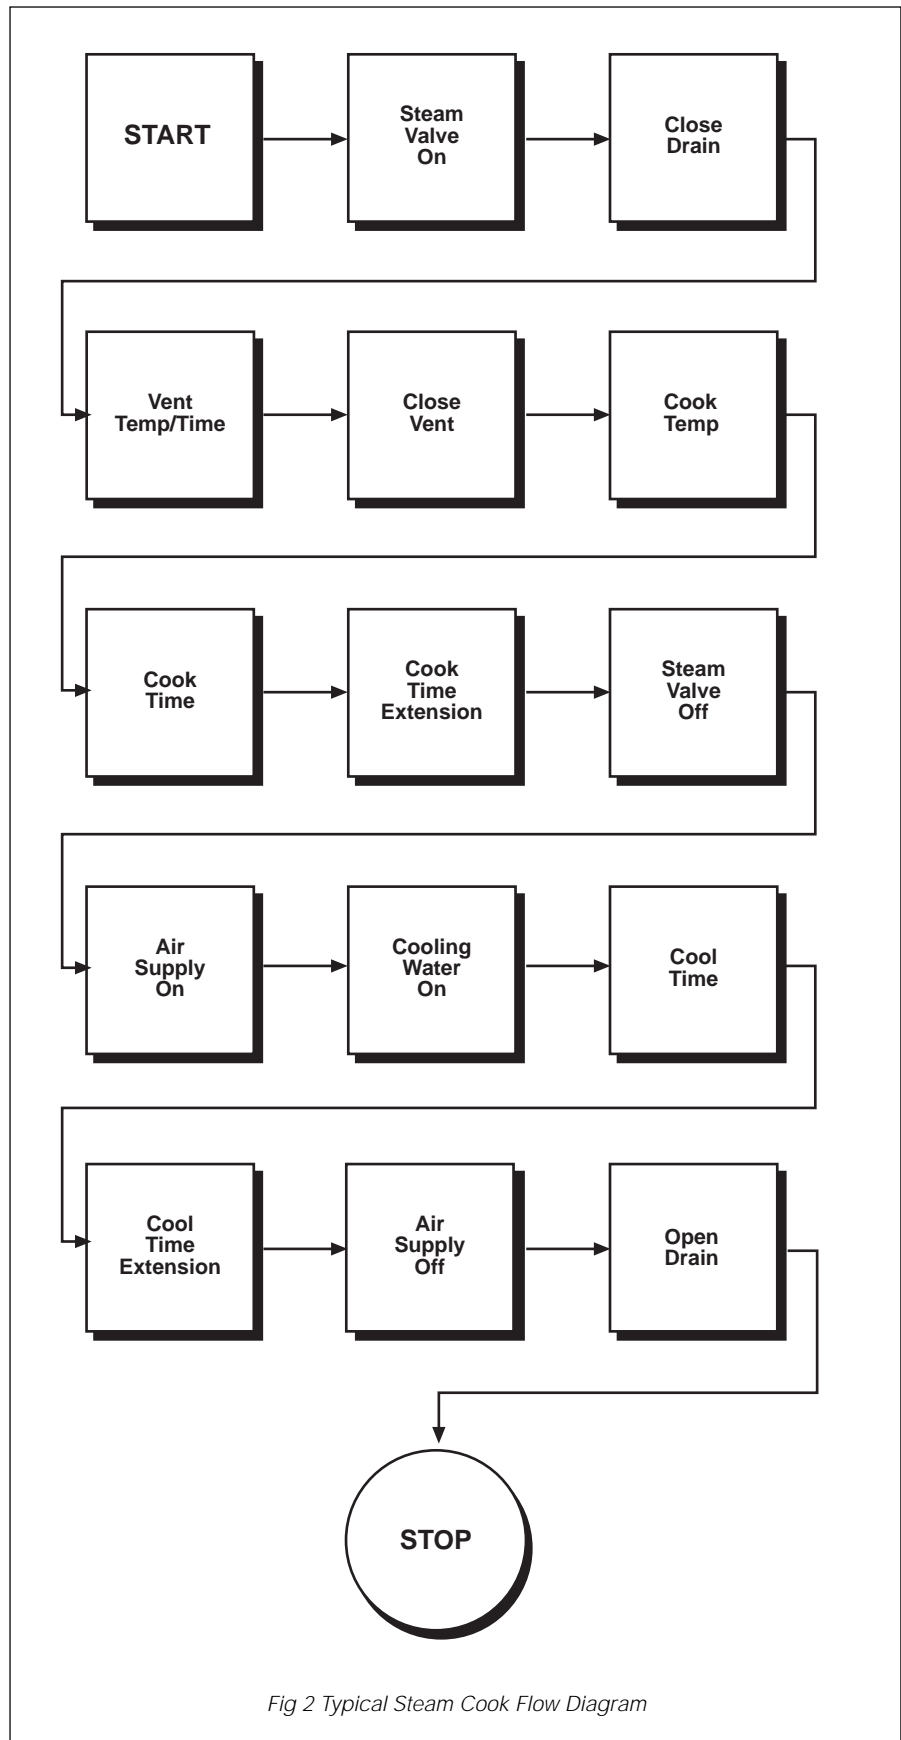 START
Steam
Valve
On
Close
Drain
Vent
Temp/Time
Close
Vent
Cook
Temp
Cook
Time
Cook
Time
Extension
Steam
Valve
Off
Air
Supply
On
Cooling
Water
On
Cool
Time
Cool
Time
Extension
Air
Supply
Off
Open
Drain
STOP
Fig 2 Typical Steam Cook Flow Diagram